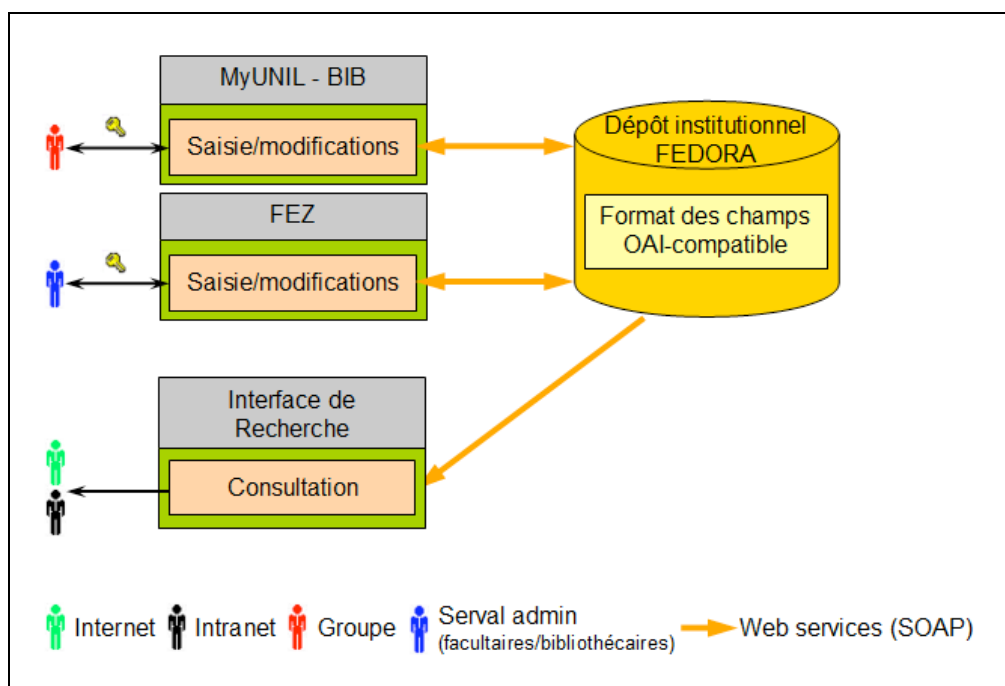 MyUNIL - BIB
Saisie/modifications
FEZ
Saisie/modifications
Dépôt institutionnel
FEDORA
Format des champs
OAI-compatible
Interface de
Recherche
Consultation
Internet
Intranet
Groupe
Serval admin
(facultaires/bibliothécaires)
Web services (SOAP)